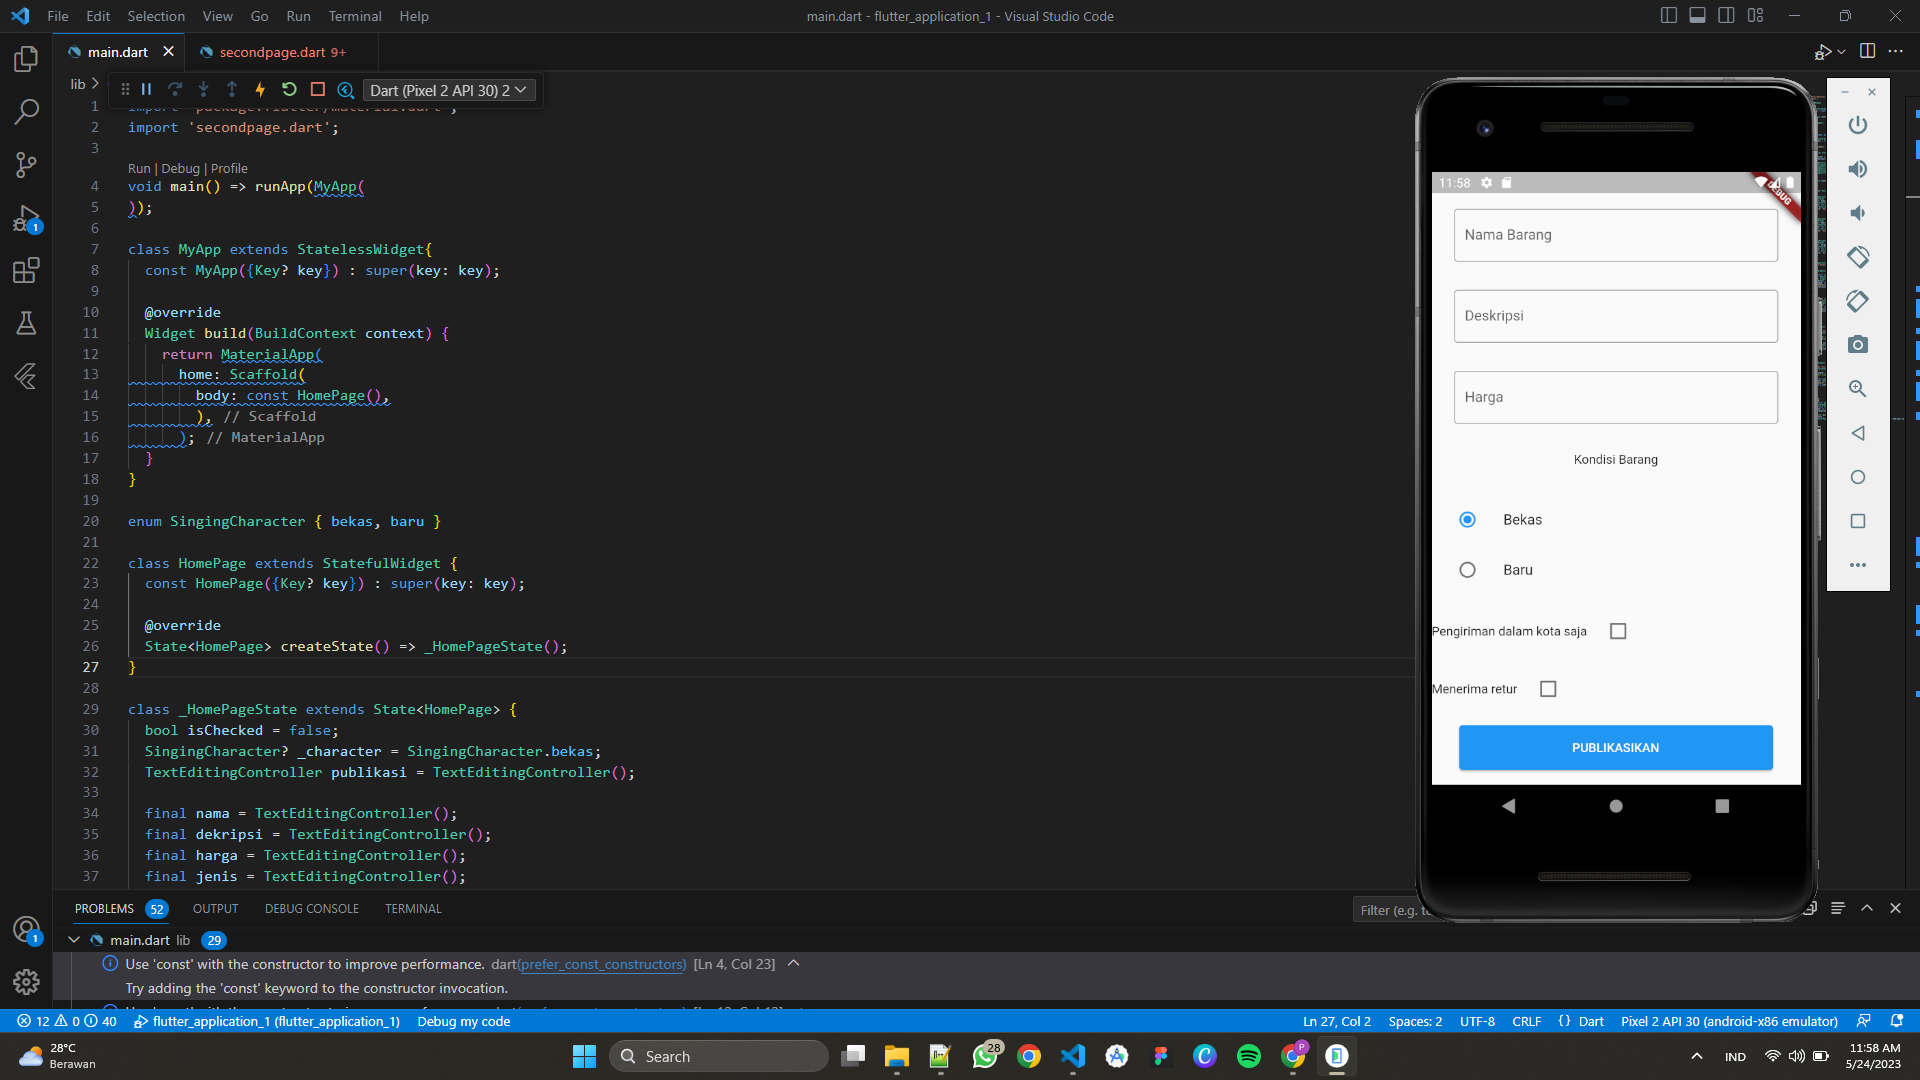 File Edit Selection View Go Run Terminal Help
main.dart - flutter_application_1 - Visual Studio Code
main.dart
secondpage.dart 9+
lib
Dart (Pixel 2 API 30) 2
1 import 'package:flutter/material.dart';
2 import 'secondpage.dart';
3
Run | Debug | Profile
4 void main() => runApp(MyApp(
5 ));
6
7 class MyApp extends StatelessWidget{
8 const MyApp({Key? key}) : super(key: key);
9
10 @override
11 Widget build(BuildContext context) {
12 return MaterialApp(
13 home: Scaffold(
14 body: const HomePage(),
15 ), // Scaffold
16 ); // MaterialApp
17 }
18 }
19
20 enum SingingCharacter { bekas, baru }
21
22 class HomePage extends StatefulWidget {
23 const HomePage({Key? key}) : super(key: key);
24
25 @override
26 State<HomePage> createState() => _HomePageState();
27 }
28
29 class _HomePageState extends State<HomePage> {
30 bool isChecked = false;
31 SingingCharacter? _character = SingingCharacter.bekas;
32 TextEditingController publikasi = TextEditingController();
33
34 final nama = TextEditingController();
35 final dekripsi = TextEditingController();
36 final harga = TextEditingController();
37 final jenis = TextEditingController();
11:58
DEBUG
Nama Barang
Deskripsi
Harga
Kondisi Barang
Bekas
Baru
Pengiriman dalam kota saja
Menerima retur
PUBLIKASIKAN
PROBLEMS 52 OUTPUT DEBUG CONSOLE TERMINAL
Filter (e.g.
main.dart lib 29
Use 'const' with the constructor to improve performance. dart(prefer_const_constructors) [Ln 4, Col 23]
Try adding the 'const' keyword to the constructor invocation.
1
1
12 0 40 flutter_application_1 (flutter_application_1) Debug my code
Ln 27, Col 2 Spaces: 2 UTF-8 CRLF {} Dart Pixel 2 API 30 (android-x86 emulator)
28°C
Berawan
Search
28
P
IND
11:58 AM
5/24/2023